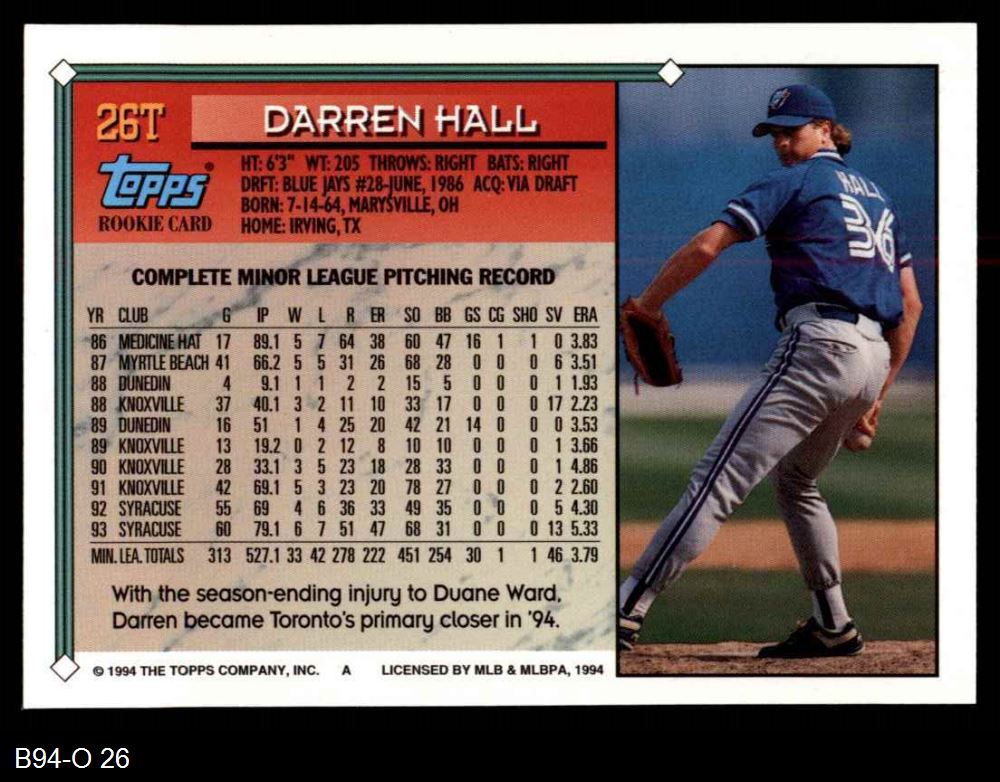 26T DARREN HALL
Topps®
ROOKIE CARD
HT: 6'3" WT: 205 THROWS: RIGHT BATS: RIGHT
DRFT: BLUE JAYS #28-JUNE, 1986 ACQ: VIA DRAFT
BORN: 7-14-64, MARYSVILLE, OH
HOME: IRVING, TX
COMPLETE MINOR LEAGUE PITCHING RECORD
YR CLUB G IP W L R ER SO BB GS CG SHO SV ERA
86 MEDICINE HAT 17 89.1 5 7 64 38 60 47 16 1 1 0 3.83
87 MYRTLE BEACH 41 66.2 5 5 31 26 68 28 0 0 0 6 3.51
88 DUNEDIN 4 9.1 1 1 2 2 15 5 0 0 0 1 1.93
88 KNOXVILLE 37 40.1 3 2 11 10 33 17 0 0 0 17 2.23
89 DUNEDIN 16 51 1 4 25 20 42 21 14 0 0 0 3.53
89 KNOXVILLE 13 19.2 0 2 12 8 10 10 0 0 0 1 3.66
90 KNOXVILLE 28 33.1 3 5 23 18 28 33 0 0 0 1 4.86
91 KNOXVILLE 42 69.1 5 3 23 20 78 27 0 0 0 2 2.60
92 SYRACUSE 55 69 4 6 36 33 49 35 0 0 0 5 4.30
93 SYRACUSE 60 79.1 6 7 51 47 68 31 0 0 0 13 5.33
MIN. LEA. TOTALS 313 527.1 33 42 278 222 451 254 30 1 1 46 3.79
With the season-ending injury to Duane Ward,
Darren became Toronto's primary closer in '94.
© 1994 THE TOPPS COMPANY, INC. A LICENSED BY MLB & MLBPA, 1994
HALL
36
B94-O 26